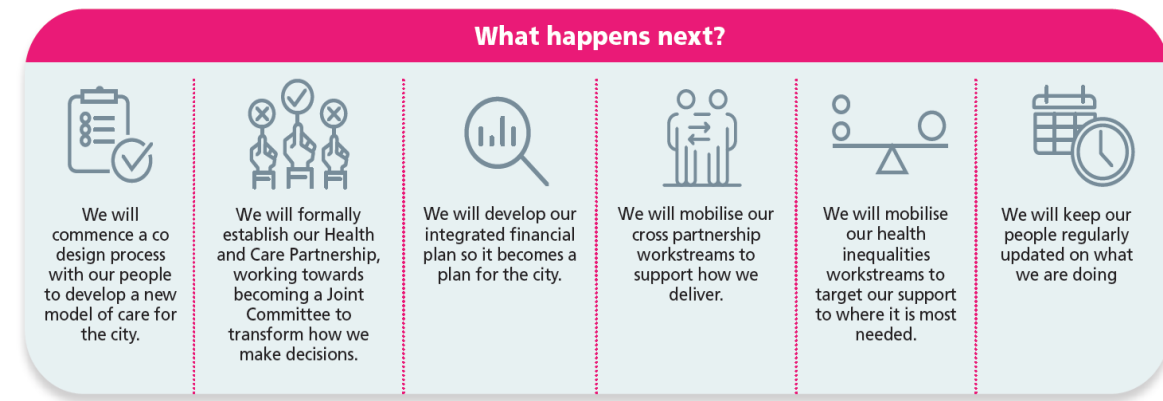 What happens next?
We will
commence a co
design process
with our people
to develop a new
model of care for
the city.
We will formally
establish our Health
and Care Partnership,
working towards
becoming a Joint
Committee to
transform how we
make decisions.
We will develop our
integrated financial
plan so it becomes a
plan for the city.
We will mobilise our
cross partnership
workstreams to
support how we
deliver.
We will mobilise
our health
inequalities
workstreams to
target our support
to where it is most
needed.
We will keep our
people regularly
updated on what
we are doing